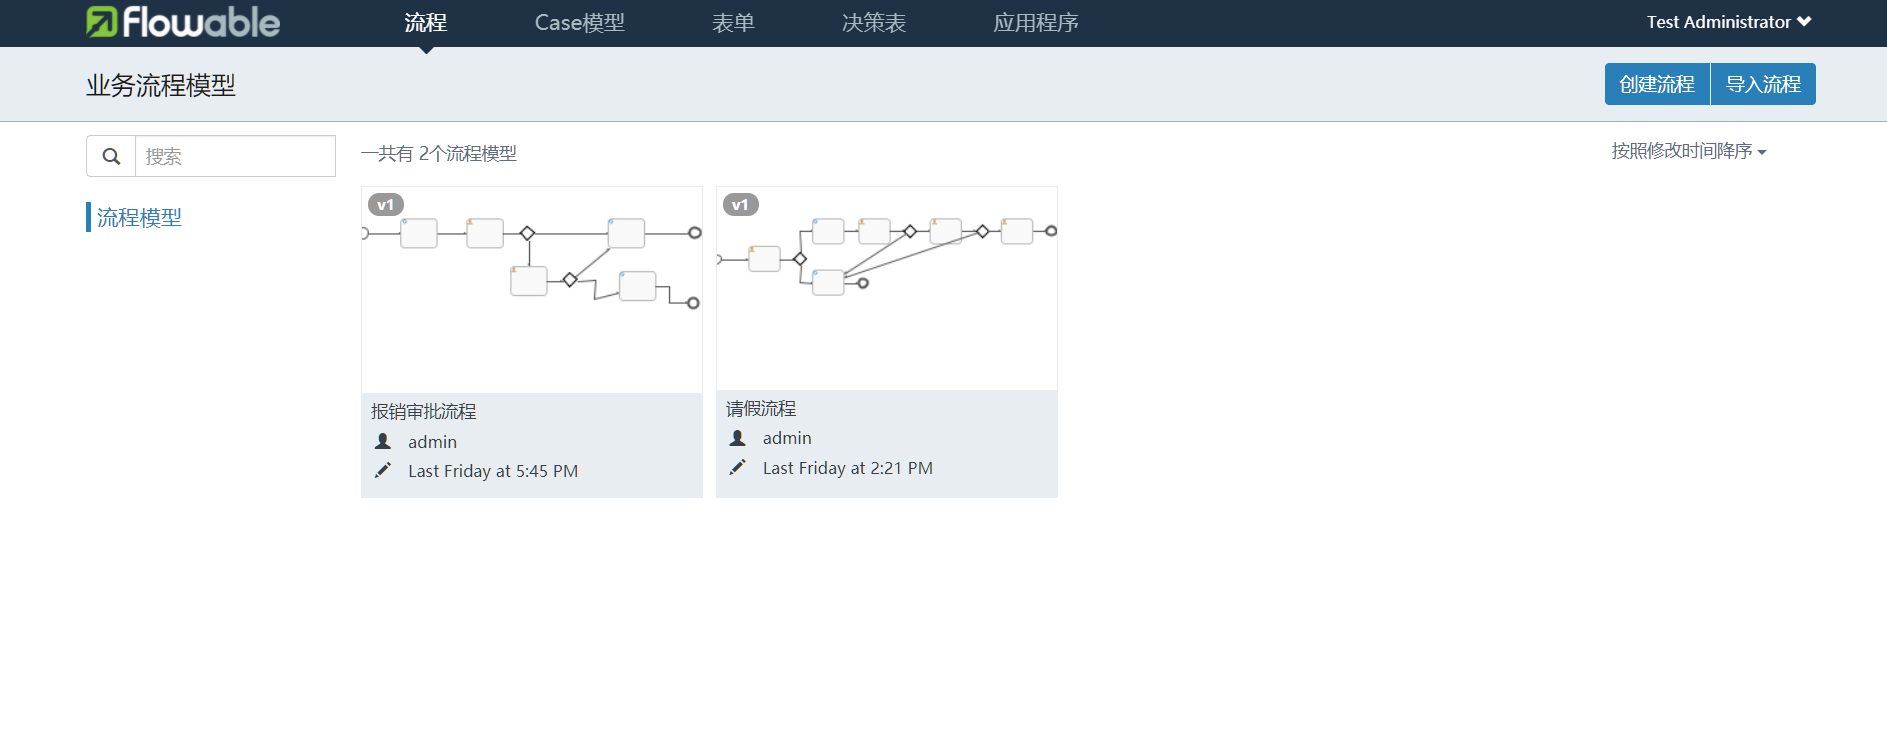 flowable
流程
Case模型
表单
决策表
应用程序
Test Administrator
业务流程模型
创建流程
导入流程
搜索
一共有 2个流程模型
按照修改时间降序
流程模型
v1
报销审批流程
admin
Last Friday at 5:45 PM
v1
请假流程
admin
Last Friday at 2:21 PM